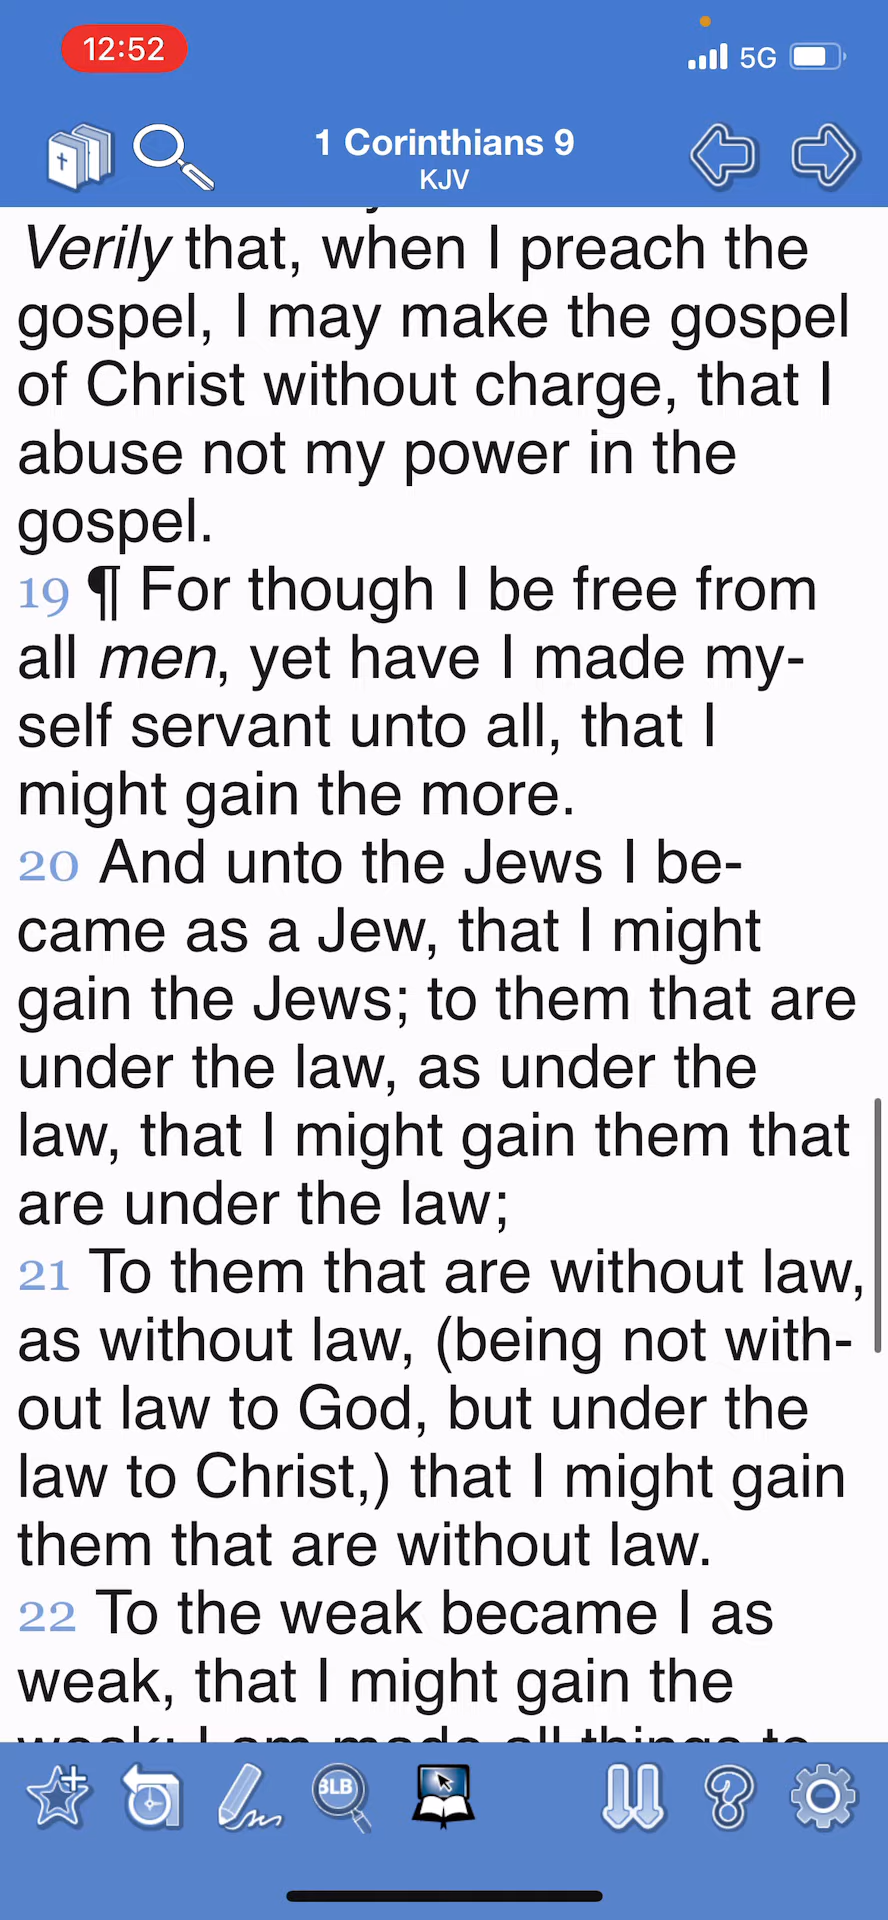 12:52
5G
1 Corinthians 9
KJV
Verily that, when I preach the
gospel, I may make the gospel
of Christ without charge, that I
abuse not my power in the
gospel.
19 ¶ For though I be free from
all men, yet have I made my-
self servant unto all, that I
might gain the more.
20 And unto the Jews I be-
came as a Jew, that I might
gain the Jews; to them that are
under the law, as under the
law, that I might gain them that
are under the law;
21 To them that are without law,
as without law, (being not with-
out law to God, but under the
law to Christ,) that I might gain
them that are without law.
22 To the weak became I as
weak, that I might gain the
weak: I am made all things to
BLB